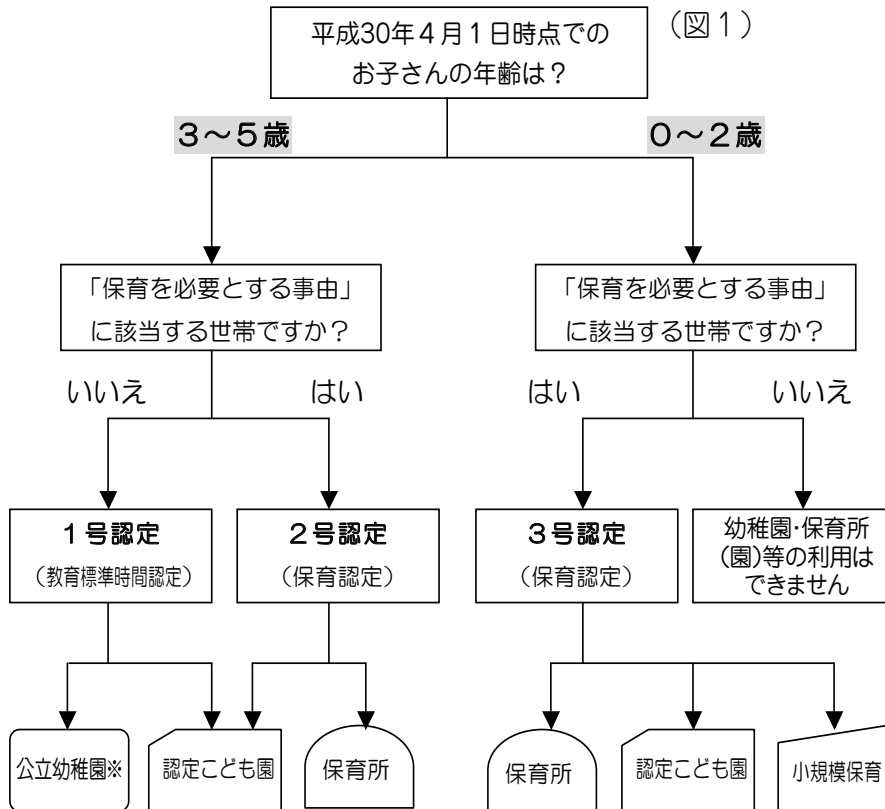 平成30年４月１日時点での
お子さんの年齢は？
（図１）
３～５歳
０～２歳
「保育を必要とする事由」
に該当する世帯ですか？
「保育を必要とする事由」
に該当する世帯ですか？
いいえ
はい
はい
いいえ
１号認定
（教育標準時間認定）
２号認定
（保育認定）
３号認定
（保育認定）
幼稚園・保育所
(園)等の利用は
できません
公立幼稚園※
認定こども園
保育所
保育所
認定こども園
小規模保育